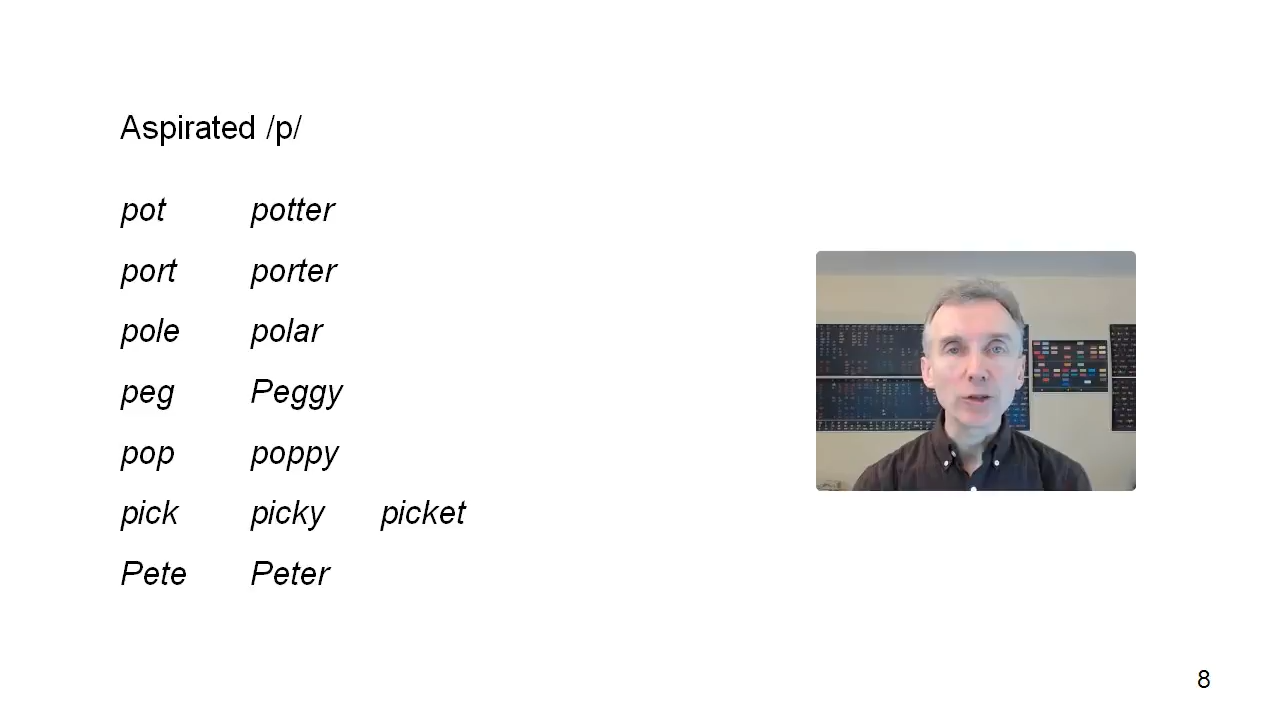 Aspirated /p/
pot potter
port porter
pole polar
peg Peggy
pop poppy
pick picky picket
Pete Peter
8